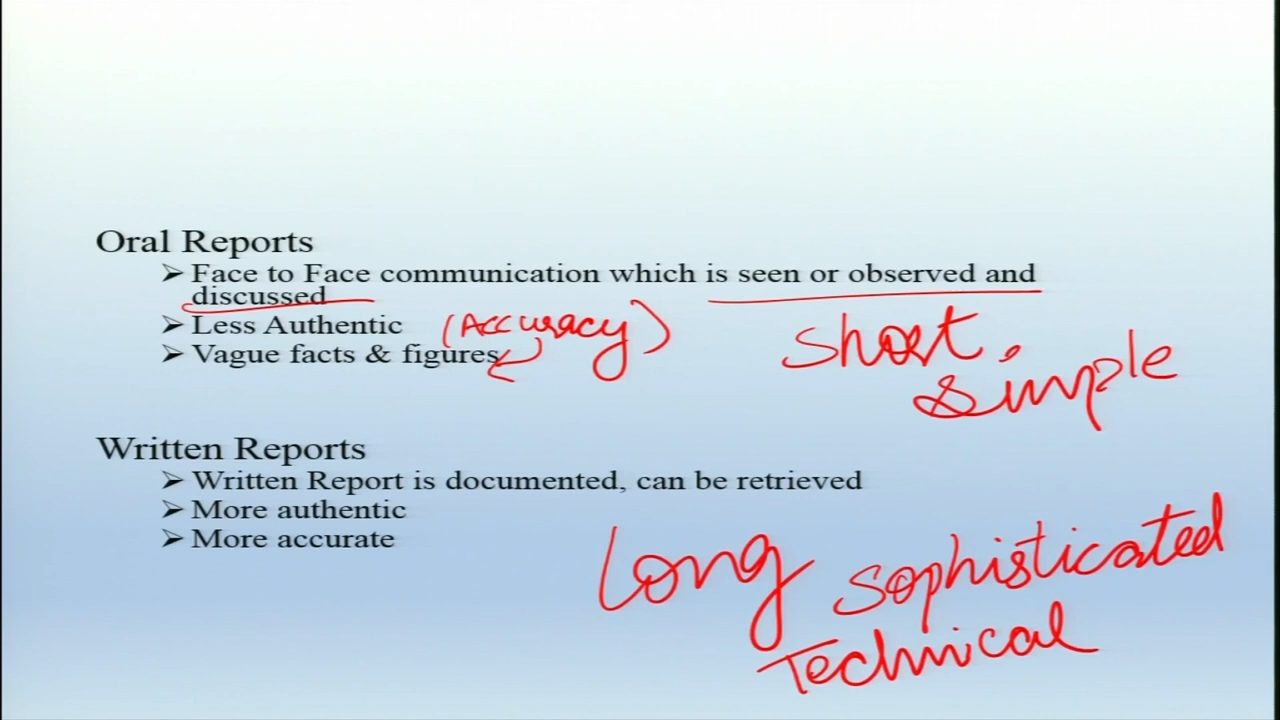 Oral Reports
➢ Face to Face communication which is seen or observed and
discussed
➢ Less Authentic (Accuracy)
➢ Vague facts & figures
short.
simple
Written Reports
➢ Written Report is documented, can be retrieved
➢ More authentic
➢ More accurate
Long sophisticated
Technical